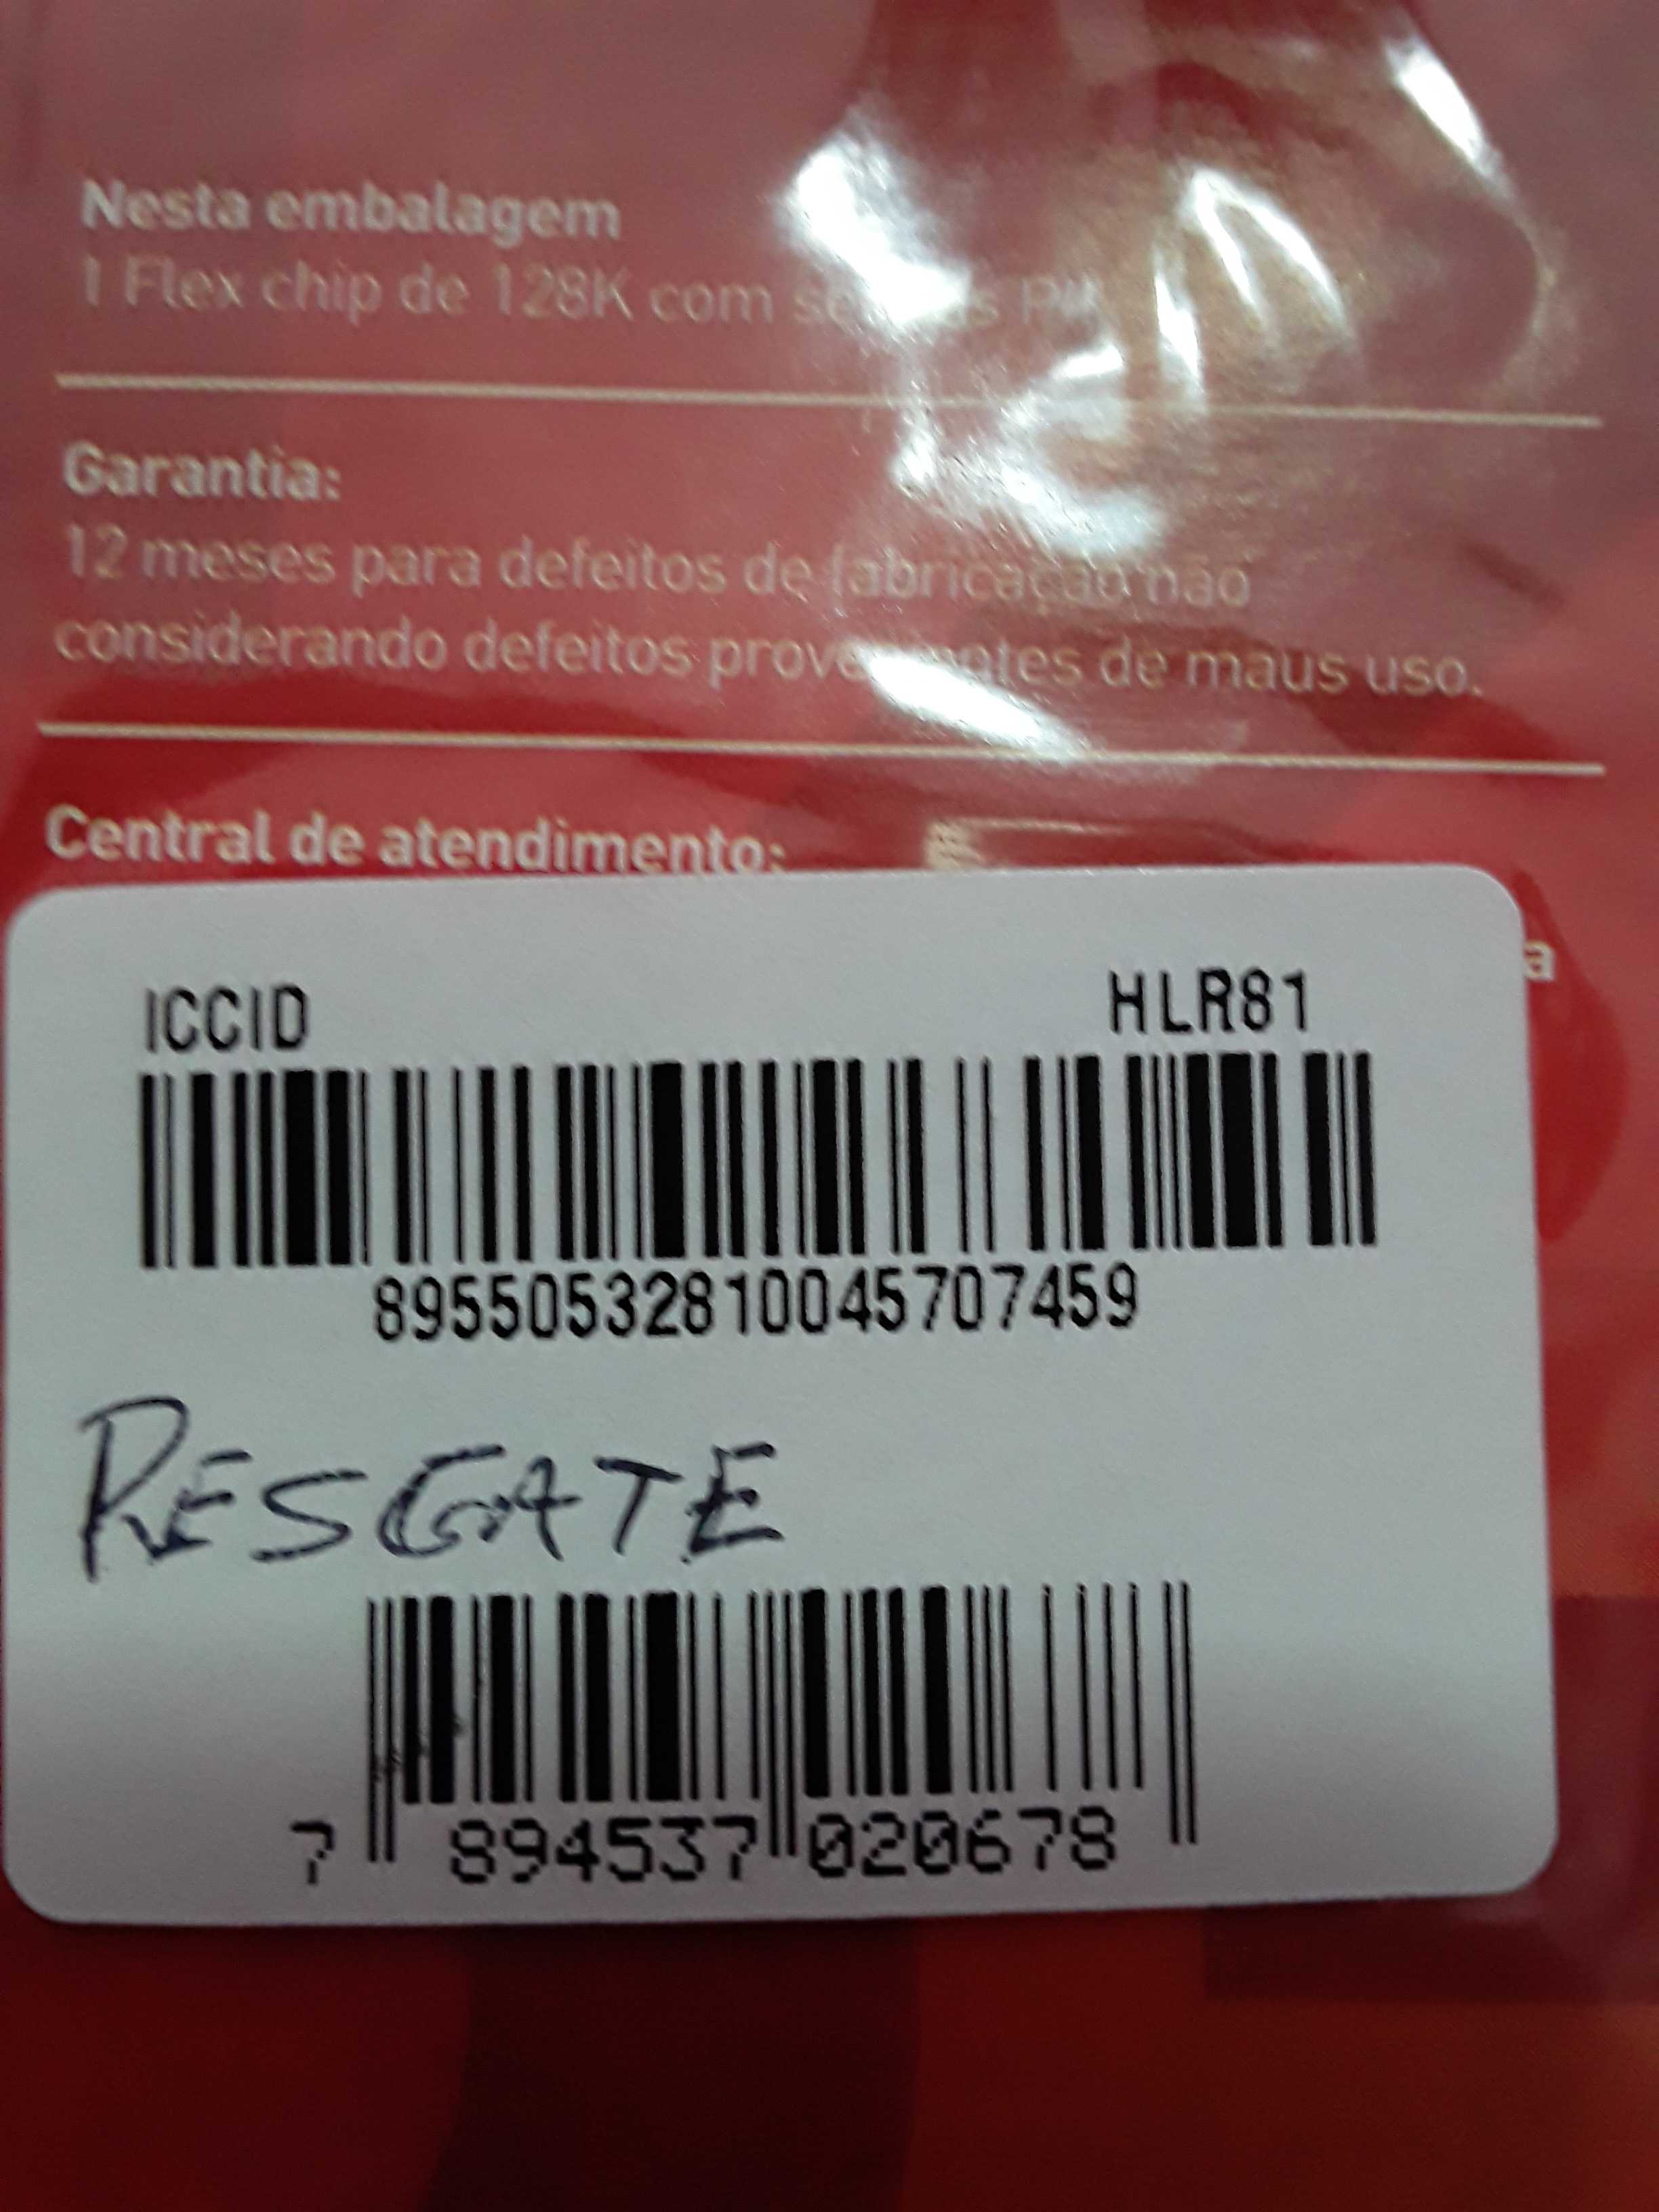 Nesta embalagem
1 Flex chip de 128K com
Garantia:
12 meses para defeitos de fabricação não
considerando defeitos de maus uso.
Central de atendimento:
a
ICCID HLR81
89550532810045707459
RESGATE
7 894537 020678